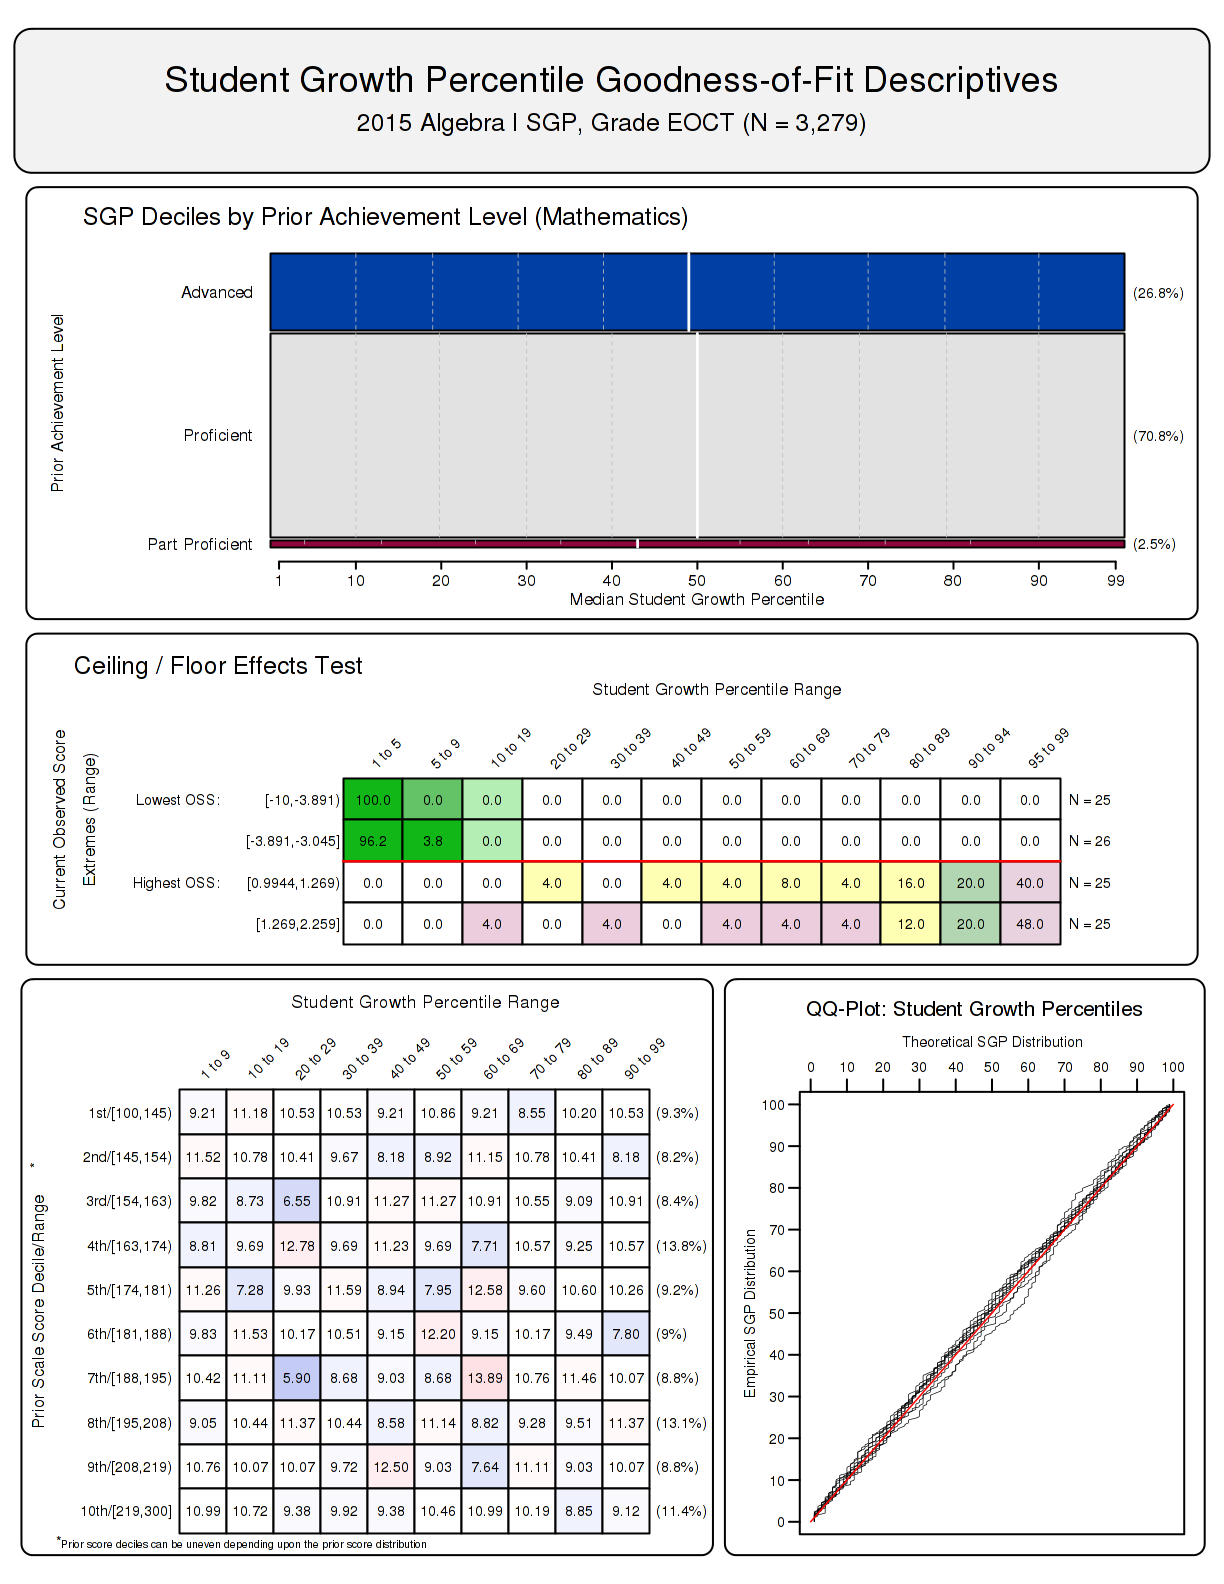 Student Growth Percentile Goodness-of-Fit Descriptives
2015 Algebra I SGP, Grade EOCT (N = 3,279)
SGP Deciles by Prior Achievement Level (Mathematics)
Prior Achievement Level
Advanced (26.8%)
Proficient (70.8%)
Part Proficient (2.5%)
1 10 20 30 40 50 60 70 80 90 99
Median Student Growth Percentile
Ceiling / Floor Effects Test
Student Growth Percentile Range
Current Observed Score
Extremes (Range)
1 to 5 5 to 9 10 to 19 20 to 29 30 to 39 40 to 49 50 to 59 60 to 69 70 to 79 80 to 89 90 to 94 95 to 99
Lowest OSS: [-10,-3.891) 100.0 0.0 0.0 0.0 0.0 0.0 0.0 0.0 0.0 0.0 0.0 0.0 N = 25
[-3.891,-3.045] 96.2 3.8 0.0 0.0 0.0 0.0 0.0 0.0 0.0 0.0 0.0 0.0 N = 26
Highest OSS: [0.9944,1.269) 0.0 0.0 0.0 4.0 0.0 4.0 4.0 8.0 4.0 16.0 20.0 40.0 N = 25
[1.269,2.259] 0.0 0.0 4.0 0.0 4.0 0.0 4.0 4.0 4.0 12.0 20.0 48.0 N = 25
Student Growth Percentile Range
Prior Scale Score Decile/Range *
1 to 9 10 to 19 20 to 29 30 to 39 40 to 49 50 to 59 60 to 69 70 to 79 80 to 89 90 to 99
1st/[100,145) 9.21 11.18 10.53 10.53 9.21 10.86 9.21 8.55 10.20 10.53 (9.3%)
2nd/[145,154) 11.52 10.78 10.41 9.67 8.18 8.92 11.15 10.78 10.41 8.18 (8.2%)
3rd/[154,163) 9.82 8.73 6.55 10.91 11.27 11.27 10.91 10.55 9.09 10.91 (8.4%)
4th/[163,174) 8.81 9.69 12.78 9.69 11.23 9.69 7.71 10.57 9.25 10.57 (13.8%)
5th/[174,181) 11.26 7.28 9.93 11.59 8.94 7.95 12.58 9.60 10.60 10.26 (9.2%)
6th/[181,188) 9.83 11.53 10.17 10.51 9.15 12.20 9.15 10.17 9.49 7.80 (9%)
7th/[188,195) 10.42 11.11 5.90 8.68 9.03 8.68 13.89 10.76 11.46 10.07 (8.8%)
8th/[195,208) 9.05 10.44 11.37 10.44 8.58 11.14 8.82 9.28 9.51 11.37 (13.1%)
9th/[208,219) 10.76 10.07 10.07 9.72 12.50 9.03 7.64 11.11 9.03 10.07 (8.8%)
10th/[219,300] 10.99 10.72 9.38 9.92 9.38 10.46 10.99 10.19 8.85 9.12 (11.4%)
*Prior score deciles can be uneven depending upon the prior score distribution
QQ-Plot: Student Growth Percentiles
Theoretical SGP Distribution
0 10 20 30 40 50 60 70 80 90 100
Empirical SGP Distribution
100
90
80
70
60
50
40
30
20
10
0